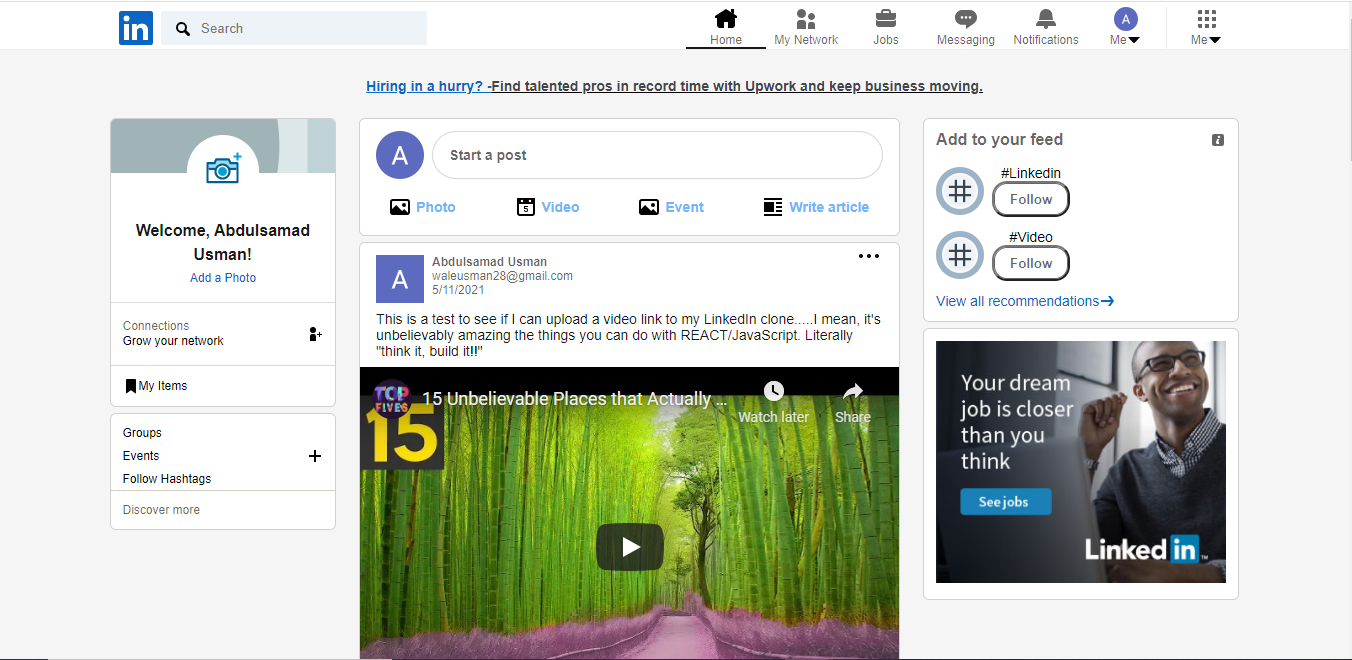 in
Search
Home
My Network
Jobs
Messaging
Notifications
A
Me
Me
Hiring in a hurry? -Find talented pros in record time with Upwork and keep business moving.
Welcome, Abdulsamad
Usman!
Add a Photo
Connections
Grow your network
My Items
Groups
Events
Follow Hashtags
Discover more
A
Start a post
Photo
5
Video
Event
Write article
A
Abdulsamad Usman
waleusman28@gmail.com
5/11/2021
This is a test to see if I can upload a video link to my LinkedIn clone.....I mean, it's
unbelievably amazing the things you can do with REACT/JavaScript. Literally
"think it, build it!!"
TOP
FIVES
15 Unbelievable Places that Actually ...
Watch later
Share
15
Add to your feed
i
#Linkedin
Follow
#Video
Follow
View all recommendations
Your dream
job is closer
than you
think
See jobs
Linked in ™